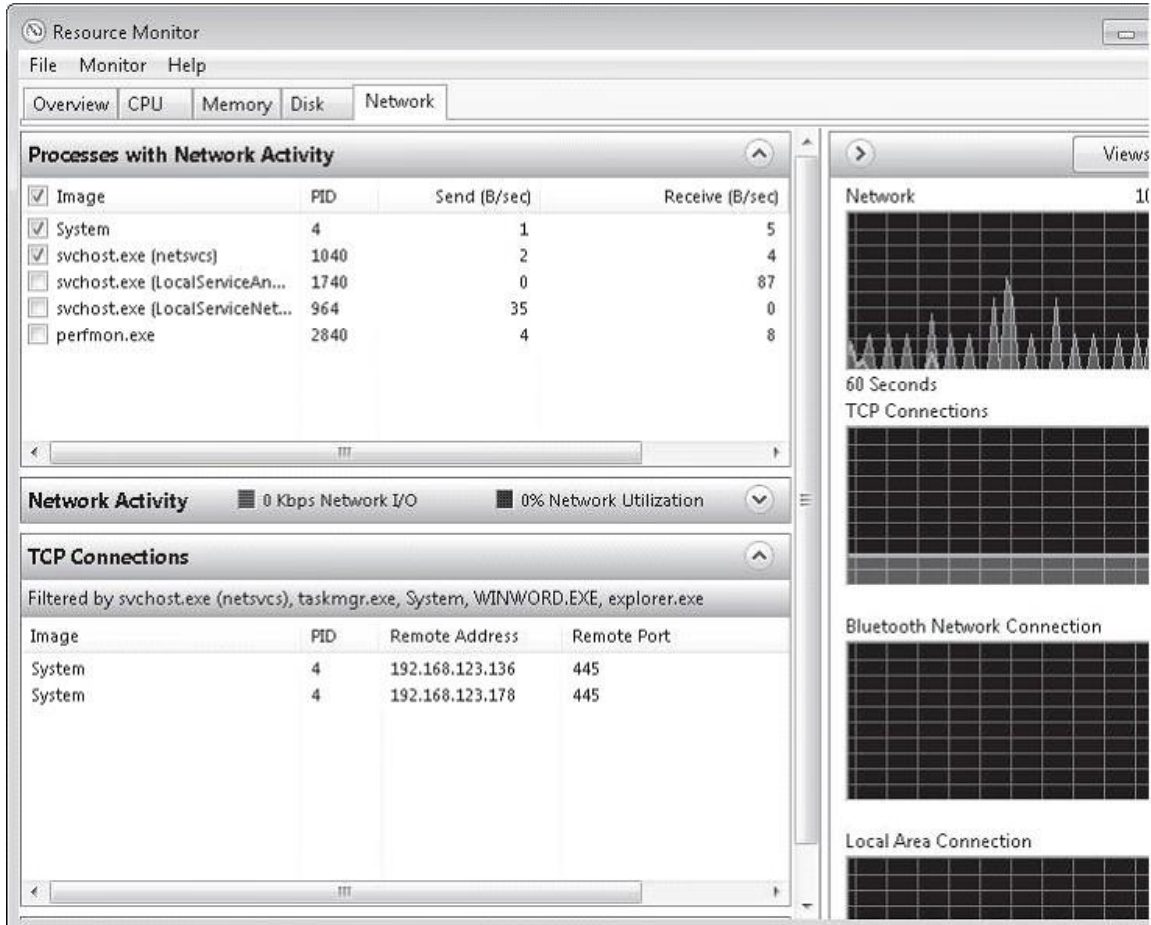 Resource Monitor
File Monitor Help
Overview CPU Memory Disk Network
Processes with Network Activity
Image PID Send (B/sec) Receive (B/sec)
System 4 1 5
svchost.exe (netsvcs) 1040 2 4
svchost.exe (LocalServiceAn... 1740 0 87
svchost.exe (LocalServiceNet... 964 35 0
perfmon.exe 2840 4 8
Network Activity 0 Kbps Network I/O 0% Network Utilization
TCP Connections
Filtered by svchost.exe (netsvcs), taskmgr.exe, System, WINWORD.EXE, explorer.exe
Image PID Remote Address Remote Port
System 4 192.168.123.136 445
System 4 192.168.123.178 445
Views
Network
60 Seconds
TCP Connections
Bluetooth Network Connection
Local Area Connection